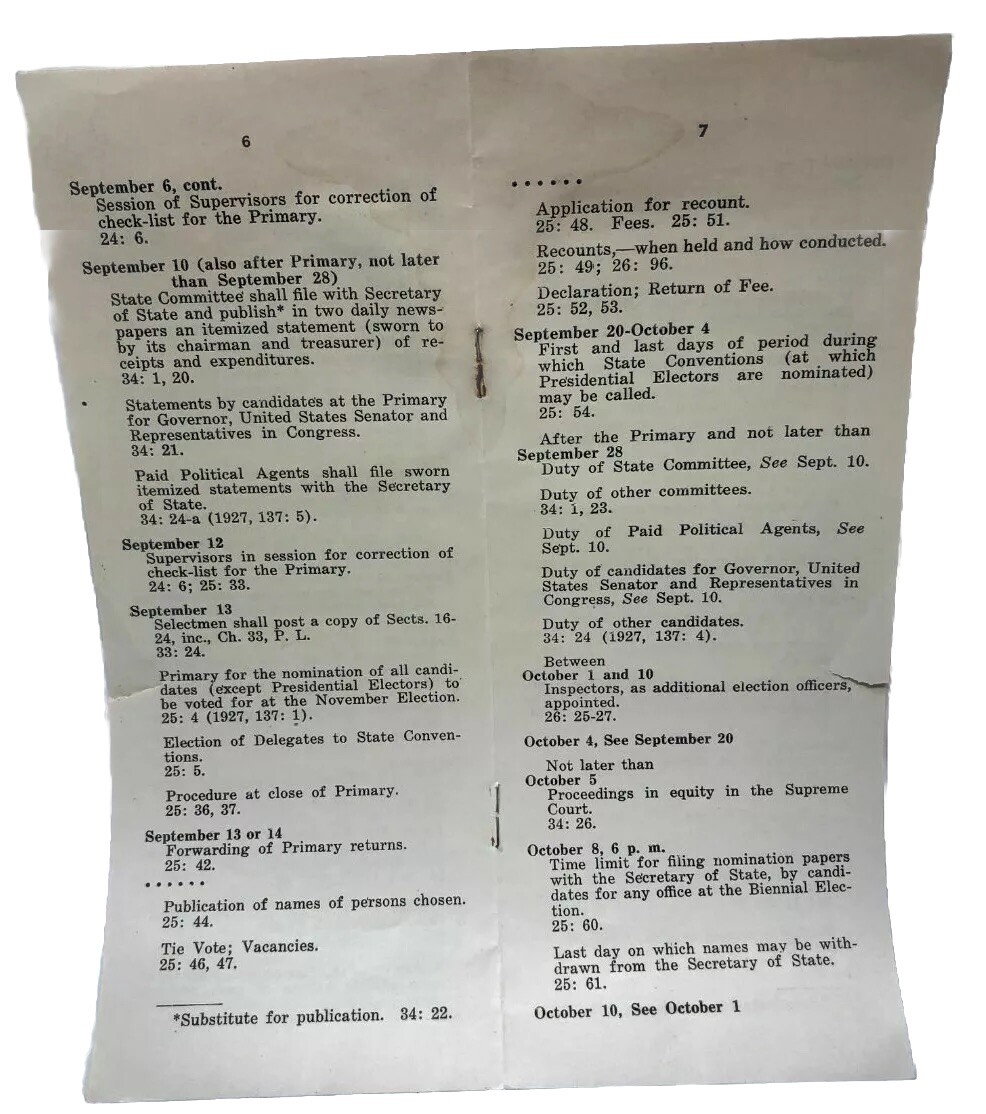 6
September 6, cont.
Session of Supervisors for correction of
check-list for the Primary.
24: 6.
September 10 (also after Primary, not later
than September 28)
State Committee shall file with Secretary
of State and publish* in two daily news-
papers an itemized statement (sworn to
by its chairman and treasurer) of re-
ceipts and expenditures.
34: 1, 20.
Statements by candidates at the Primary
for Governor, United States Senator and
Representatives in Congress.
34: 21.
Paid Political Agents shall file sworn
itemized statements with the Secretary
of State.
34: 24-a (1927, 137: 5).
September 12
Supervisors in session for correction of
check-list for the Primary.
24: 6; 25: 33.
September 13
Selectmen shall post a copy of Sects. 16-
24, inc., Ch. 33, P. L.
33: 24.
Primary for the nomination of all candi-
dates (except Presidential Electors) to
be voted for at the November Election.
25: 4 (1927, 137: 1).
Election of Delegates to State Conven-
tions.
25: 5.
Procedure at close of Primary.
25: 36, 37.
September 13 or 14
Forwarding of Primary returns.
25: 42.
......
Publication of names of persons chosen.
25: 44.
Tie Vote; Vacancies.
25: 46, 47.
*Substitute for publication. 34: 22.
7
......
Application for recount.
25: 48. Fees. 25: 51.
Recounts,—when held and how conducted.
25: 49; 26: 96.
Declaration; Return of Fee.
25: 52, 53.
September 20-October 4
First and last days of period during
which State Conventions (at which
Presidential Electors are nominated)
may be called.
25: 54.
After the Primary and not later than
September 28
Duty of State Committee, See Sept. 10.
Duty of other committees.
34: 1, 23.
Duty of Paid Political Agents, See
Sept. 10.
Duty of candidates for Governor, United
States Senator and Representatives in
Congress, See Sept. 10.
Duty of other candidates.
34: 24 (1927, 137: 4).
Between
October 1 and 10
Inspectors, as additional election officers,
appointed.
26: 25-27.
October 4, See September 20
Not later than
October 5
Proceedings in equity in the Supreme
Court.
34: 26.
October 8, 6 p. m.
Time limit for filing nomination papers
with the Secretary of State, by candi-
dates for any office at the Biennial Elec-
tion.
25: 60.
Last day on which names may be with-
drawn from the Secretary of State.
25: 61.
October 10, See October 1